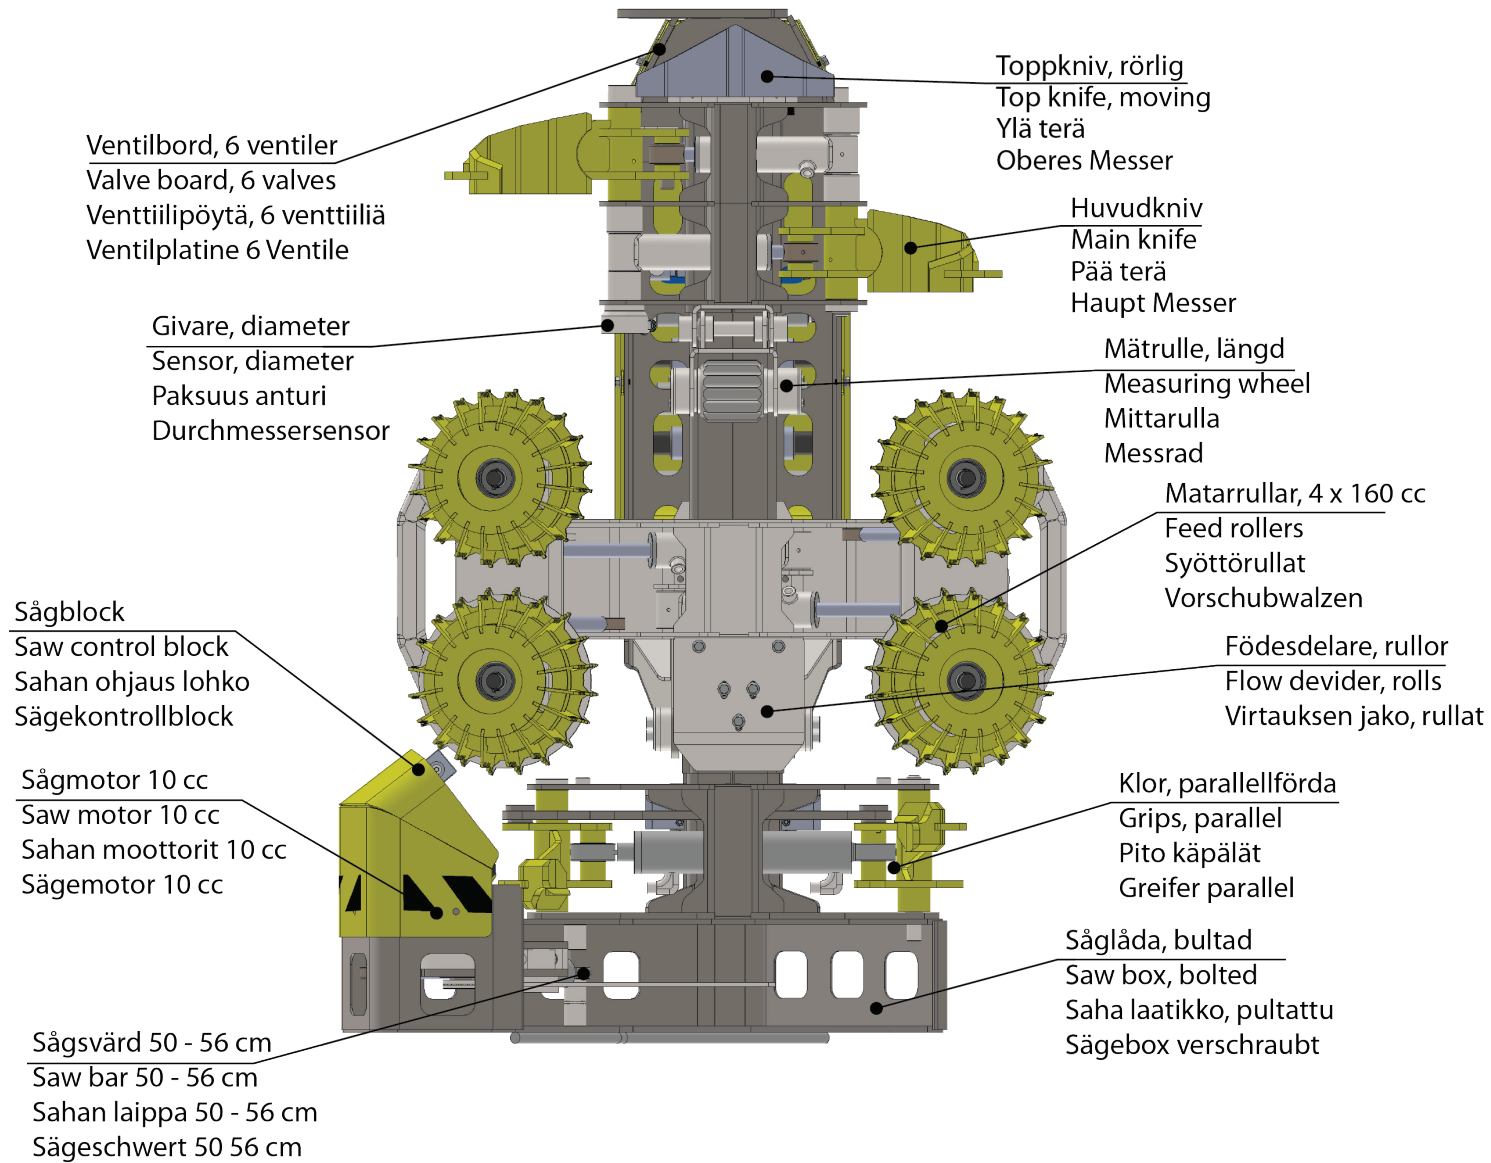 Ventilbord, 6 ventiler
Valve board, 6 valves
Venttiilipöytä, 6 venttiiliä
Ventilplatine 6 Ventile
Givare, diameter
Sensor, diameter
Paksuus anturi
Durchmessersensor
Sågblock
Saw control block
Sahan ohjaus lohko
Sägekontrollblock
Sågmotor 10 cc
Saw motor 10 cc
Sahan moottorit 10 cc
Sägemotor 10 cc
Sågsvärd 50 - 56 cm
Saw bar 50 - 56 cm
Sahan laippa 50 - 56 cm
Sägeschwert 50 56 cm
Toppkniv, rörlig
Top knife, moving
Ylä terä
Oberes Messer
Huvudkniv
Main knife
Pää terä
Haupt Messer
Mätrulle, längd
Measuring wheel
Mittarulla
Messrad
Matarrullar, 4 x 160 cc
Feed rollers
Syöttörullat
Vorschubwalzen
Födesdelare, rullor
Flow devider, rolls
Virtauksen jako, rullat
Klor, parallellförda
Grips, parallel
Pito käpälät
Greifer parallel
Såglåda, bultad
Saw box, bolted
Saha laatikko, pultattu
Sägebox verschraubt